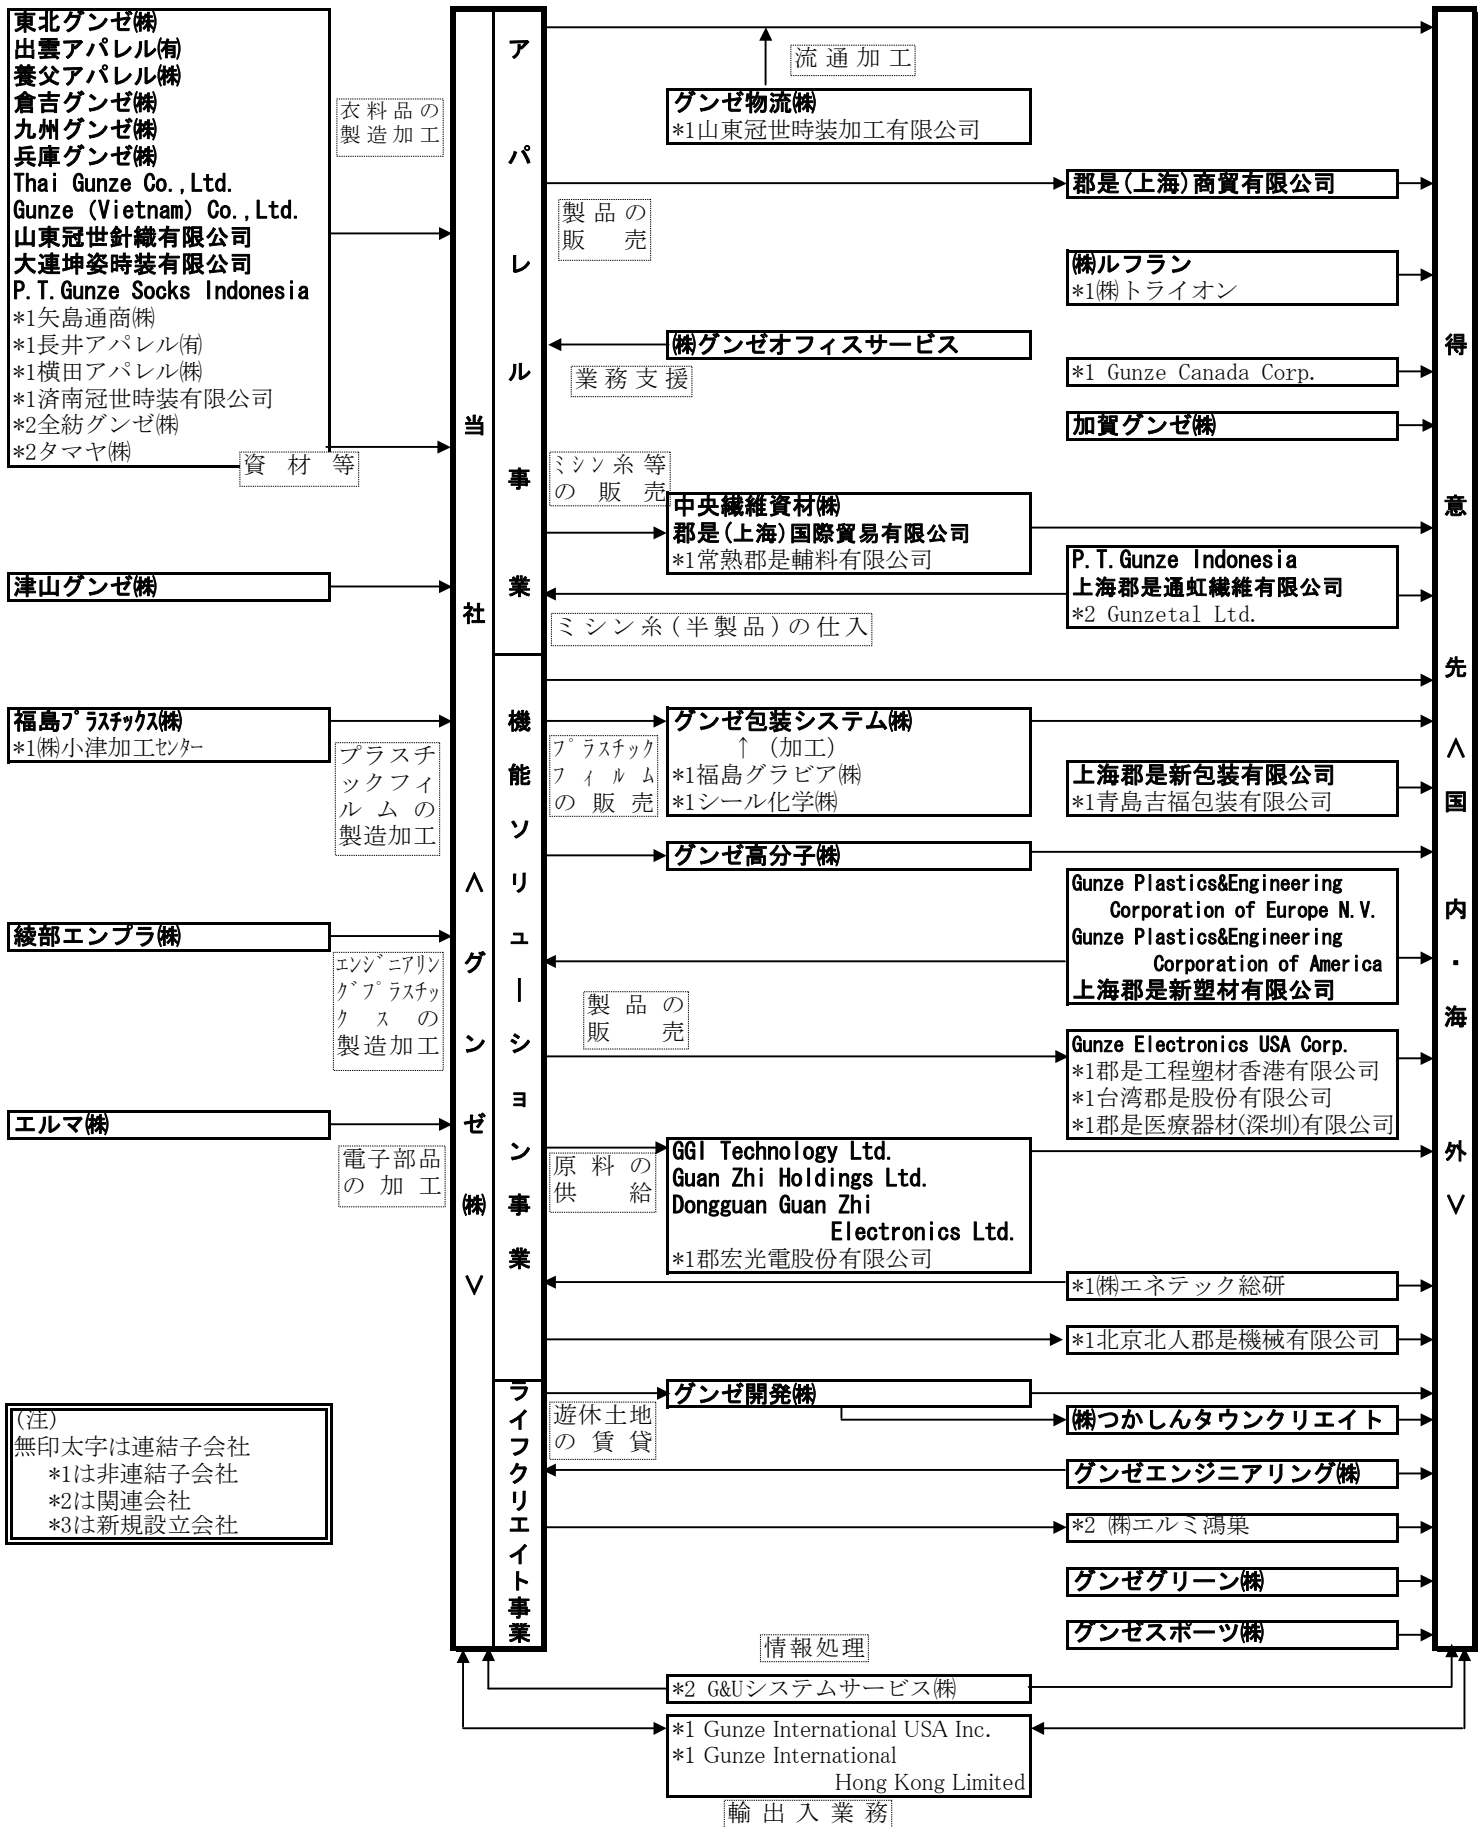 東北グンゼ㈱
出雲アパレル㈲
養父アパレル㈱
倉吉グンゼ㈱
九州グンゼ㈱
兵庫グンゼ㈱
Thai Gunze Co.,Ltd.
Gunze (Vietnam) Co.,Ltd.
山東冠世針織有限公司
大連坤姿時装有限公司
P.T.Gunze Socks Indonesia
*1矢島通商㈱
*1長井アパレル㈲
*1横田アパレル㈱
*1済南冠世時装有限公司
*2全紡グンゼ㈱
*2タマヤ㈱
衣料品の
製造加工
資材等
津山グンゼ㈱
福島プラスチックス㈱
*1㈱小津加工センター
プラスチ
ックフィ
ルムの
製造加工
綾部エンプラ㈱
エンジニアリン
グプラスチッ
クスの
製造加工
エルマ㈱
電子部品
の加工
(注)
無印太字は連結子会社
*1は非連結子会社
*2は関連会社
*3は新規設立会社
当社<グンゼ㈱>
アパレル事業
機能ソリューション事業
ライフクリエイト事業
流通加工
グンゼ物流㈱
*1山東冠世時装加工有限公司
製品の
販売
郡是(上海)商貿有限公司
㈱ルフラン
*1㈱トライオン
㈱グンゼオフィスサービス
業務支援
*1 Gunze Canada Corp.
加賀グンゼ㈱
ミシン糸等
の販売
中央繊維資材㈱
郡是(上海)国際貿易有限公司
*1常熟郡是輔料有限公司
P.T.Gunze Indonesia
上海郡是通虹繊維有限公司
*2 Gunzetal Ltd.
ミシン糸(半製品)の仕入
プラスチック
フィルム
の販売
グンゼ包装システム㈱
↑ (加工)
*1福島グラビア㈱
*1シール化学㈱
上海郡是新包装有限公司
*1青島吉福包装有限公司
グンゼ高分子㈱
Gunze Plastics&Engineering
Corporation of Europe N.V.
Gunze Plastics&Engineering
Corporation of America
上海郡是新塑材有限公司
製品の
販売
Gunze Electronics USA Corp.
*1郡是工程塑材香港有限公司
*1台湾郡是股份有限公司
*1郡是医療器材(深圳)有限公司
原料の
供給
GGI Technology Ltd.
Guan Zhi Holdings Ltd.
Dongguan Guan Zhi
Electronics Ltd.
*1郡宏光電股份有限公司
*1㈱エネテック総研
*1北京北人郡是機械有限公司
遊休土地
の賃貸
グンゼ開発㈱
㈱つかしんタウンクリエイト
グンゼエンジニアリング㈱
*2 ㈱エルミ鴻巣
グンゼグリーン㈱
グンゼスポーツ㈱
得意先<国内・海外>
情報処理
*2 G&Uシステムサービス㈱
*1 Gunze International USA Inc.
*1 Gunze International
Hong Kong Limited
輸出入業務